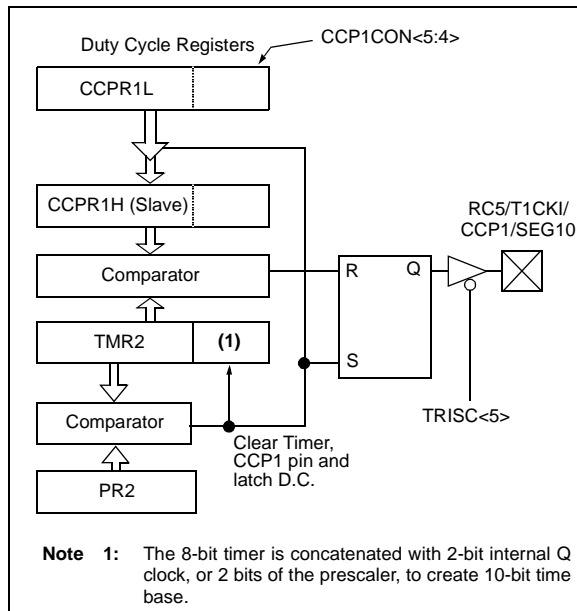 Duty Cycle Registers
CCP1CON<5:4>
CCPR1L
CCPR1H (Slave)
RC5/T1CKI/
CCP1/SEG10
Comparator
R
Q
TMR2
(1)
S
Comparator
TRISC<5>
Clear Timer,
CCP1 pin and
latch D.C.
PR2
Note 1: The 8-bit timer is concatenated with 2-bit internal Q
clock, or 2 bits of the prescaler, to create 10-bit time
base.